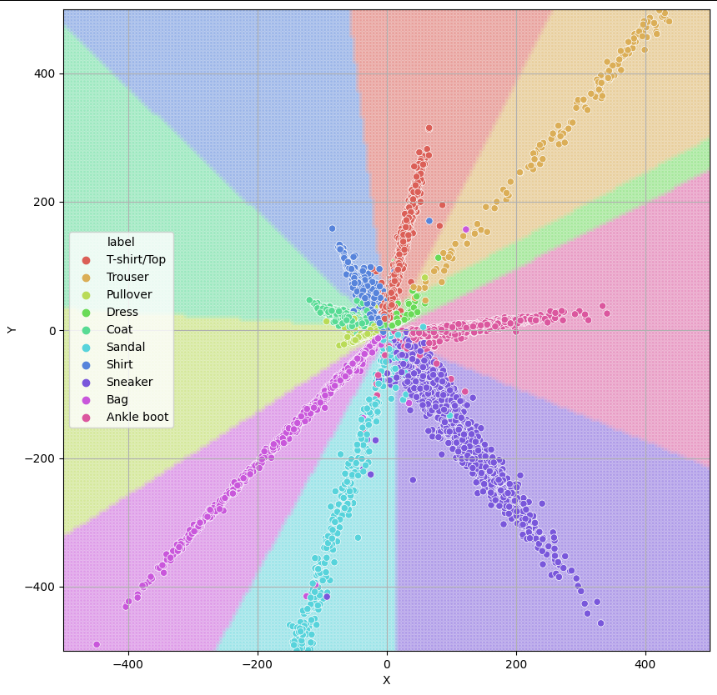 400
200
0
−200
−400
Y
label
T-shirt/Top
Trouser
Pullover
Dress
Coat
Sandal
Shirt
Sneaker
Bag
Ankle boot
−400 −200 0 200 400
X